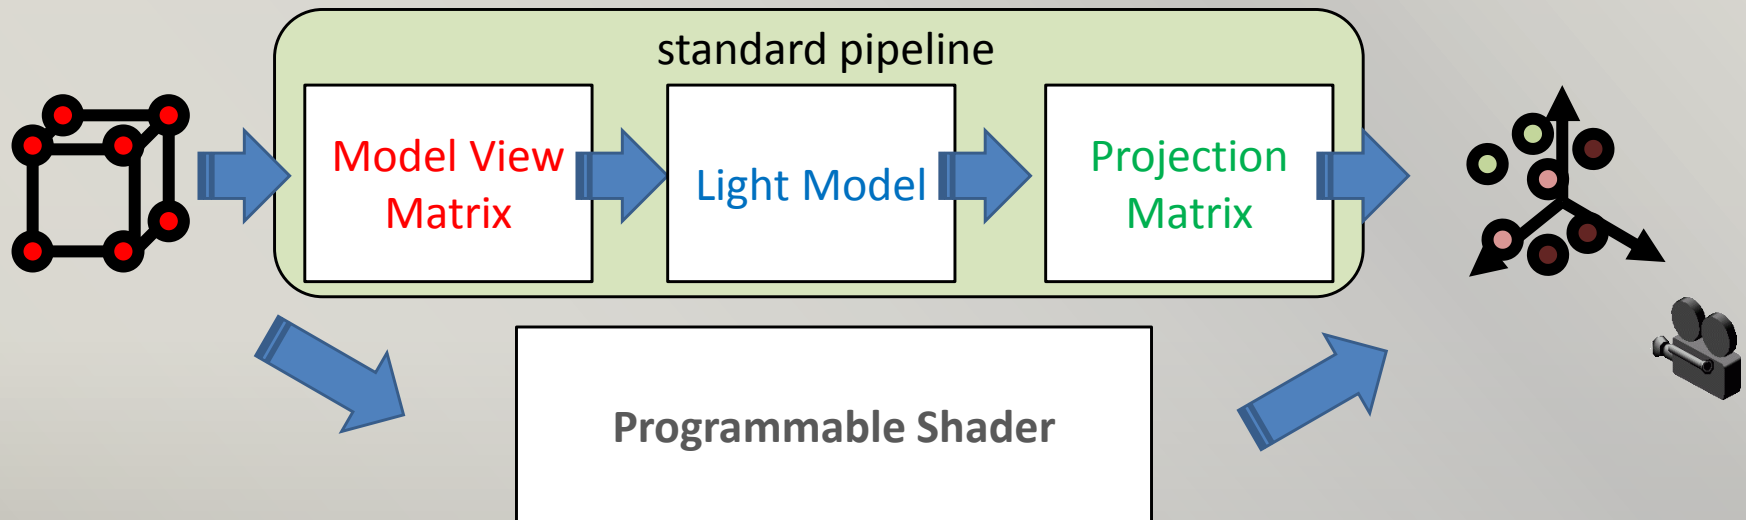 standard pipeline
Model View
Matrix
Light Model
Projection
Matrix
Programmable Shader